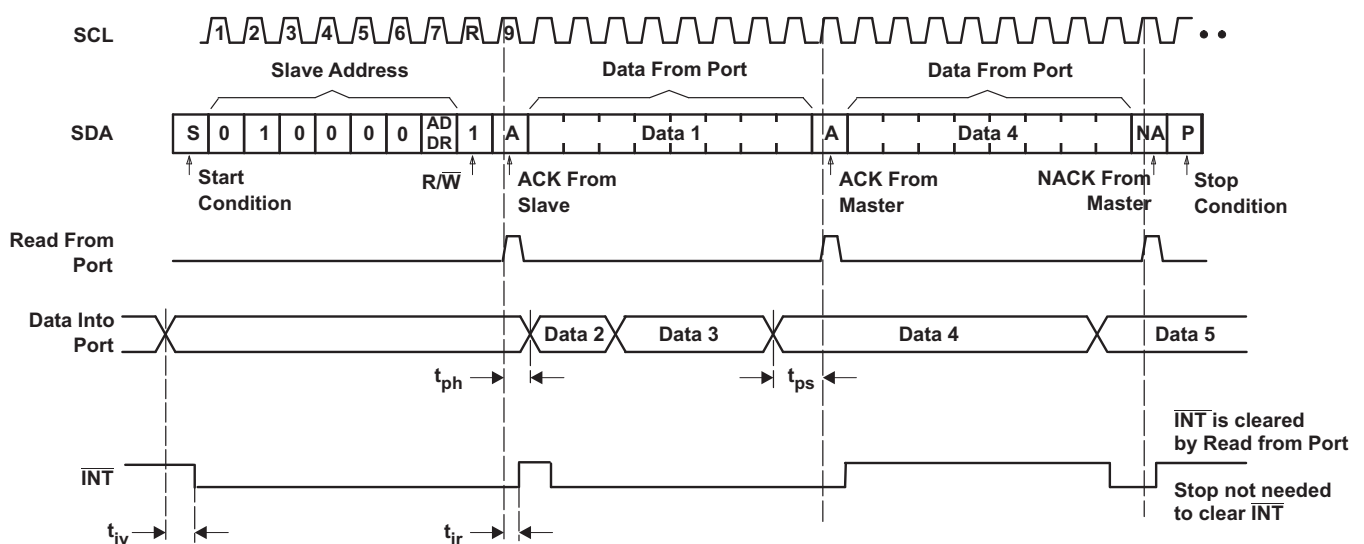 SCL
1 2 3 4 5 6 7 R 9
Slave Address
Data From Port
Data From Port
SDA
S 0 1 0 0 0 0 AD DR 1 A Data 1 A Data 4 NA P
Start
Condition
R/W̅
ACK From
Slave
ACK From
Master
NACK From
Master
Stop
Condition
Read From
Port
Data Into
Port
Data 2
Data 3
Data 4
Data 5
tph
tps
I̅N̅T̅ is cleared
by Read from Port
I̅N̅T̅
Stop not needed
to clear I̅N̅T̅
tiv
tir